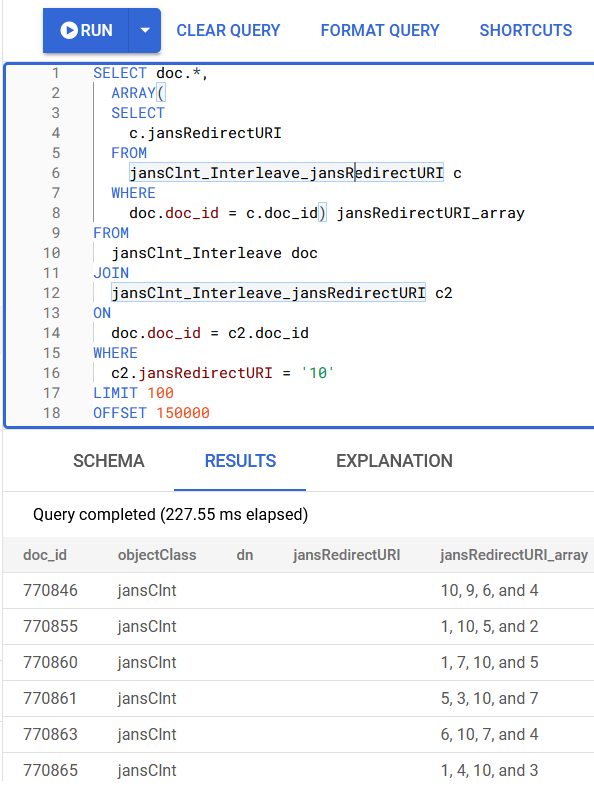 RUN CLEAR QUERY FORMAT QUERY SHORTCUTS
1 SELECT doc.*,
2 ARRAY(
3 SELECT
4 c.jansRedirectURI
5 FROM
6 jansClnt_Interleave_jansRedirectURI c
7 WHERE
8 doc.doc_id = c.doc_id) jansRedirectURI_array
9 FROM
10 jansClnt_Interleave doc
11 JOIN
12 jansClnt_Interleave_jansRedirectURI c2
13 ON
14 doc.doc_id = c2.doc_id
15 WHERE
16 c2.jansRedirectURI = '10'
17 LIMIT 100
18 OFFSET 150000
SCHEMA RESULTS EXPLANATION
Query completed (227.55 ms elapsed)
doc_id objectClass dn jansRedirectURI jansRedirectURI_array
770846 jansClnt 10, 9, 6, and 4
770855 jansClnt 1, 10, 5, and 2
770860 jansClnt 1, 7, 10, and 5
770861 jansClnt 5, 3, 10, and 7
770863 jansClnt 6, 10, 7, and 4
770865 jansClnt 1, 4, 10, and 3